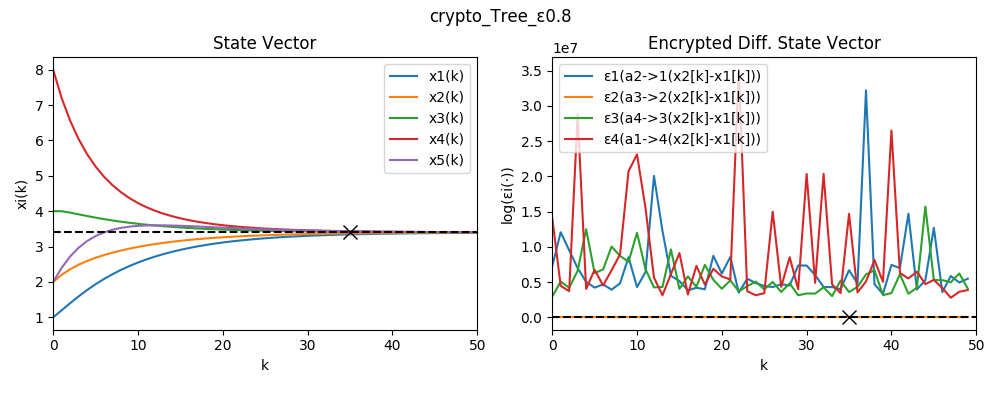 crypto_Tree_ε0.8
State Vector
8
7
6
5
4
3
2
1
xi(k)
0
10
20
30
40
50
k
x1(k)
x2(k)
x3(k)
x4(k)
x5(k)
Encrypted Diff. State Vector
1e7
3.5
3.0
2.5
2.0
1.5
1.0
0.5
0.0
log(εi(·))
0
10
20
30
40
50
k
ε1(a2->1(x2[k]-x1[k]))
ε2(a3->2(x2[k]-x1[k]))
ε3(a4->3(x2[k]-x1[k]))
ε4(a1->4(x2[k]-x1[k]))